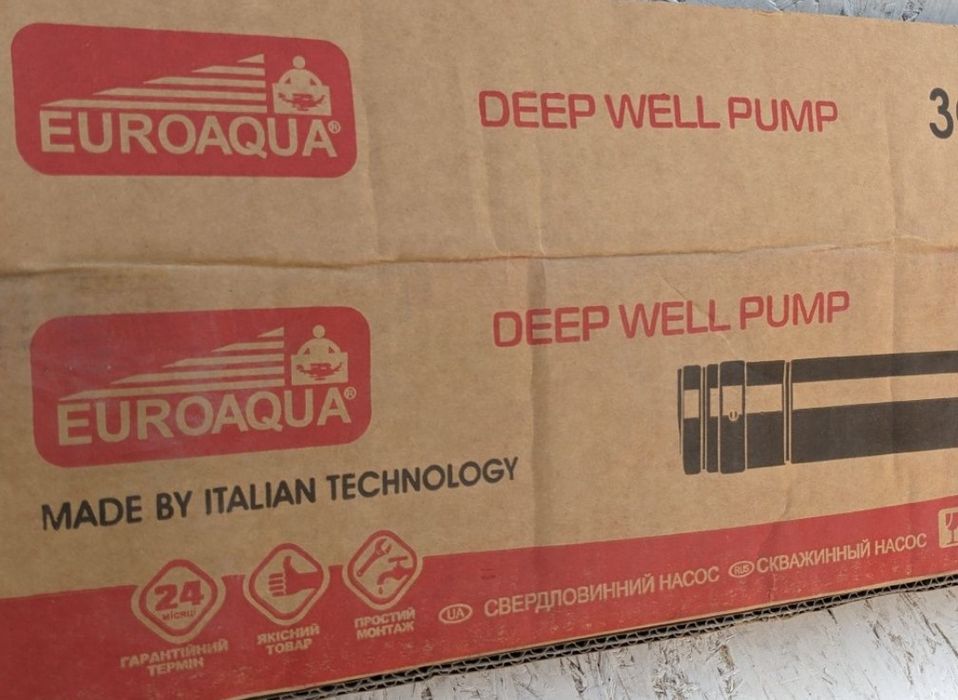 EUROAQUA®
DEEP WELL PUMP
3
EUROAQUA®
DEEP WELL PUMP
MADE BY ITALIAN TECHNOLOGY
24
МІСЯЦІ
ГАРАНТІЙНИЙ
ТЕРМІН
ЯКІСНИЙ
ТОВАР
ПРОСТИЙ
МОНТАЖ
UA СВЕРДЛОВИННИЙ НАСОС RUS СКВАЖИННЫЙ НАСОС